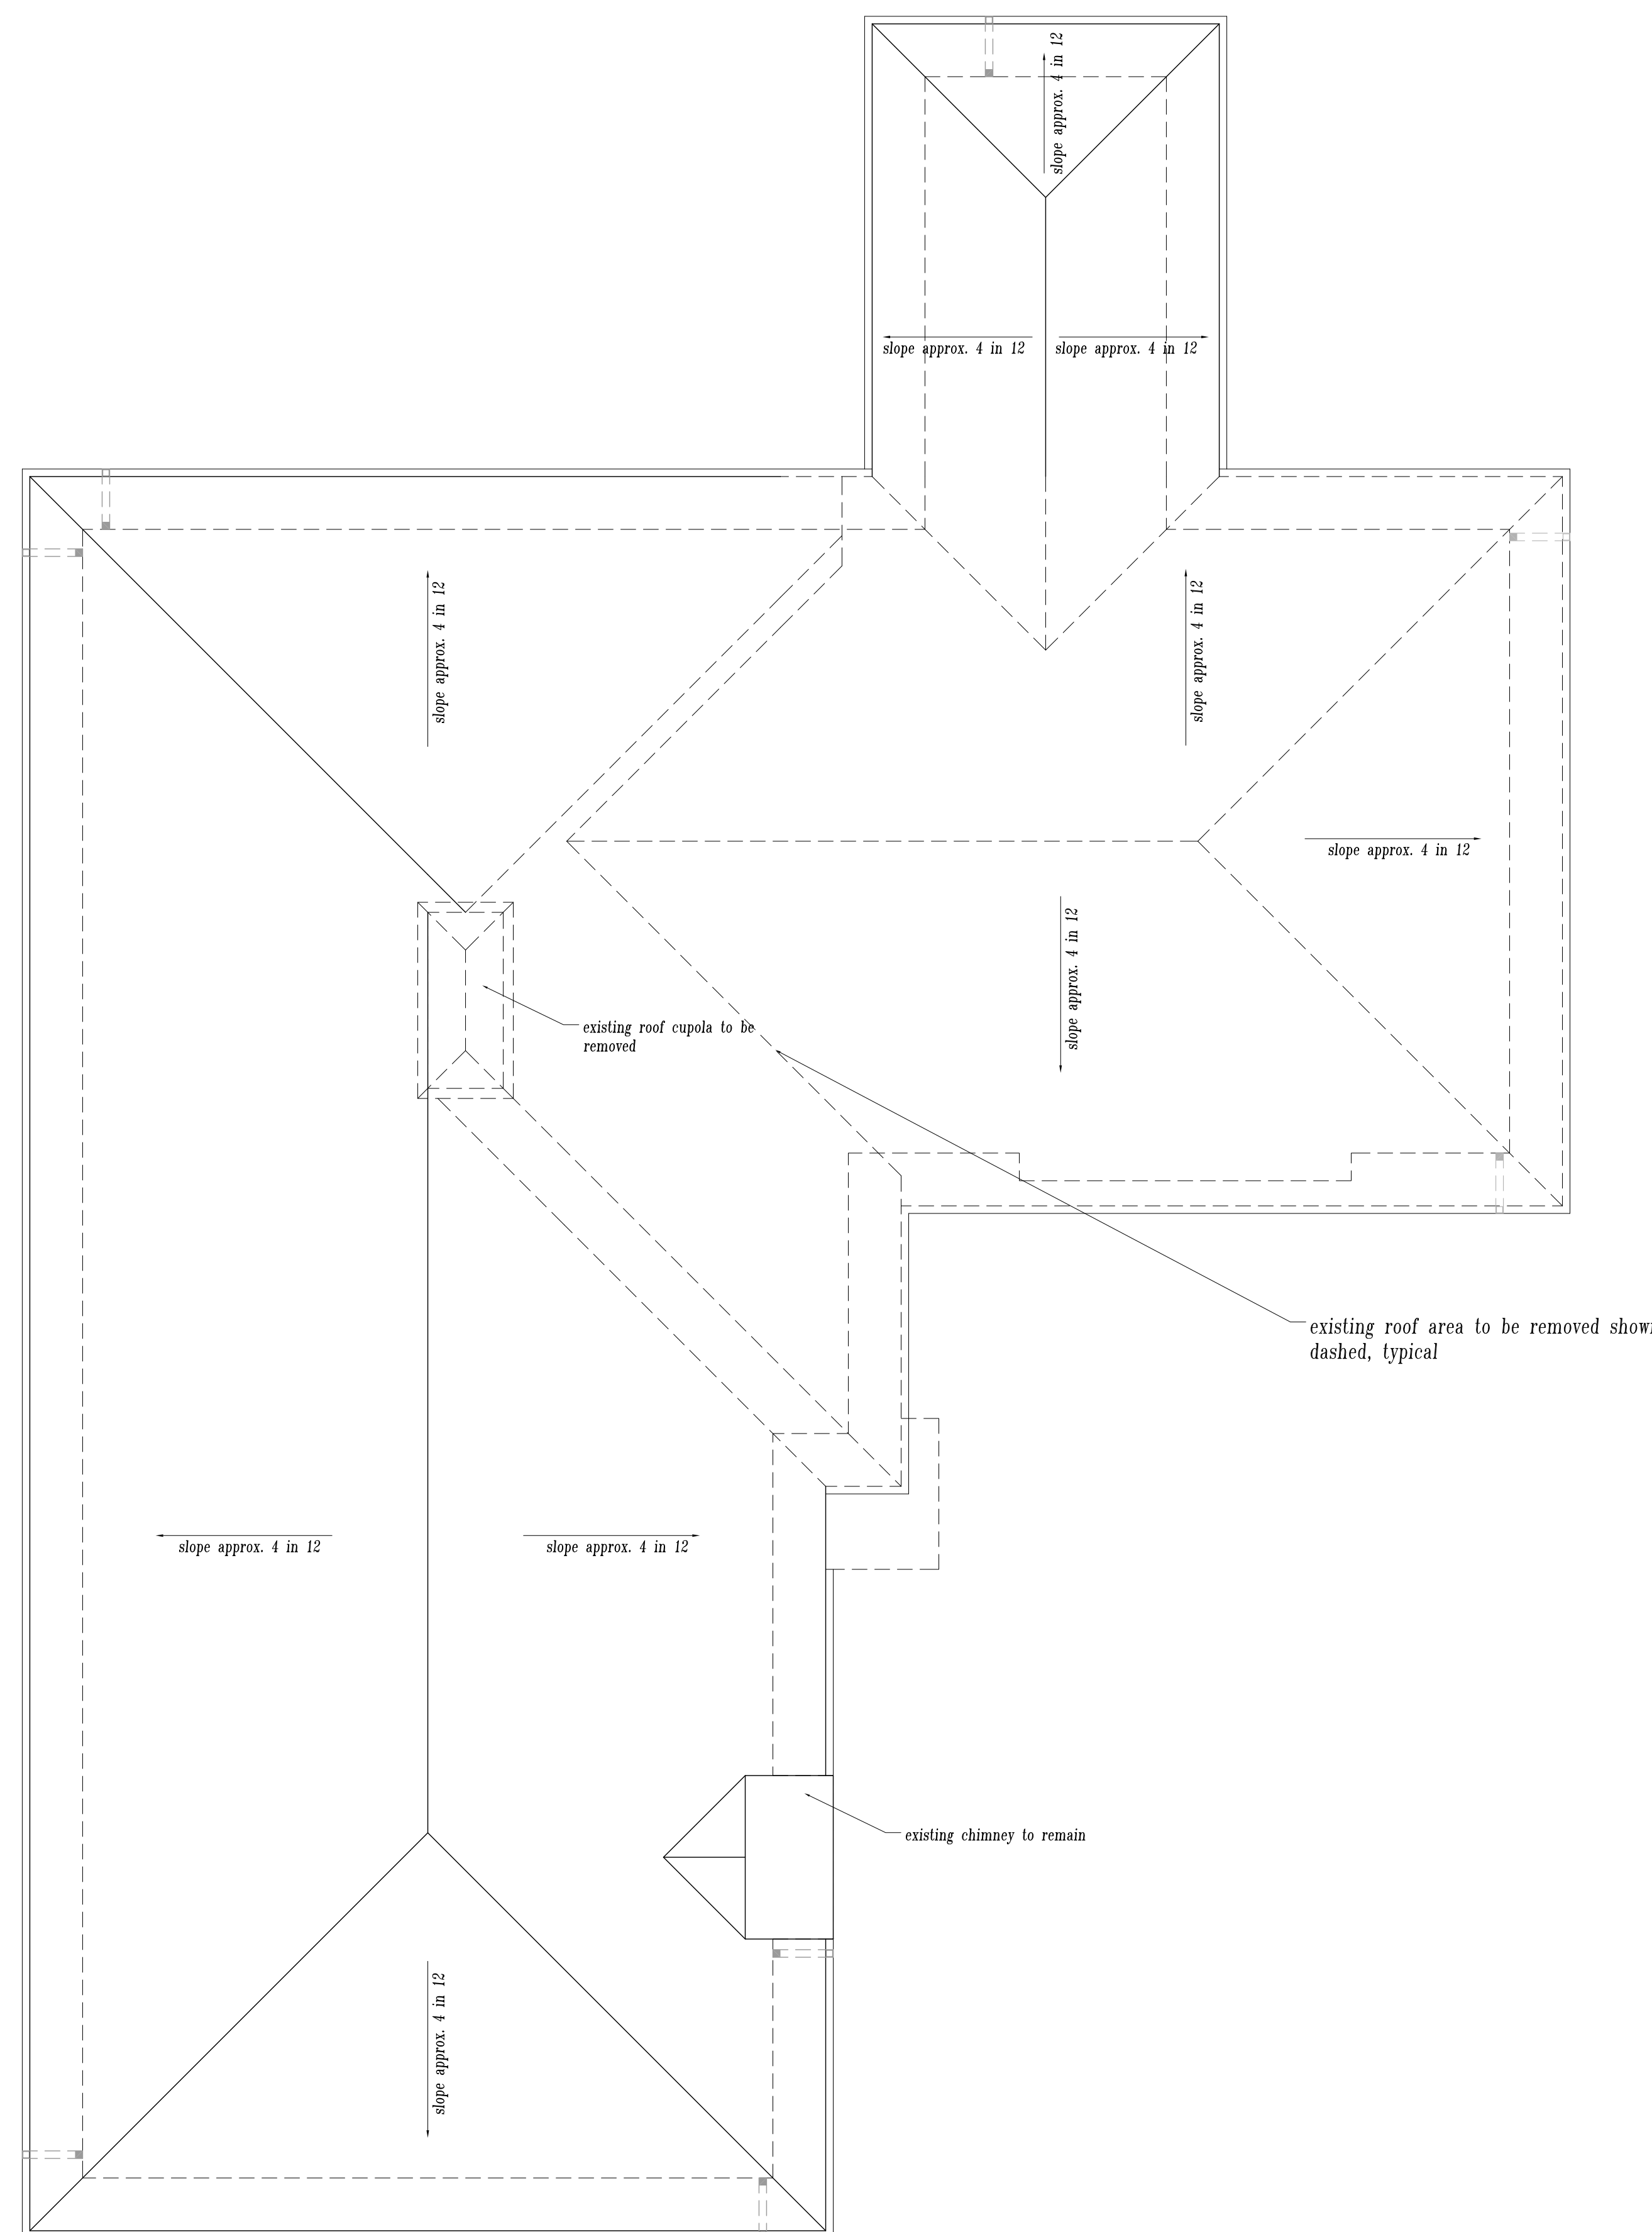 slope approx. 4 in 12
slope approx. 4 in 12
slope approx. 4 in 12
slope approx. 4 in 12
slope approx. 4 in 12
slope approx. 4 in 12
slope approx. 4 in 12
existing roof cupola to be
removed
existing roof area to be removed shown
dashed, typical
slope approx. 4 in 12
slope approx. 4 in 12
existing chimney to remain
slope approx. 4 in 12